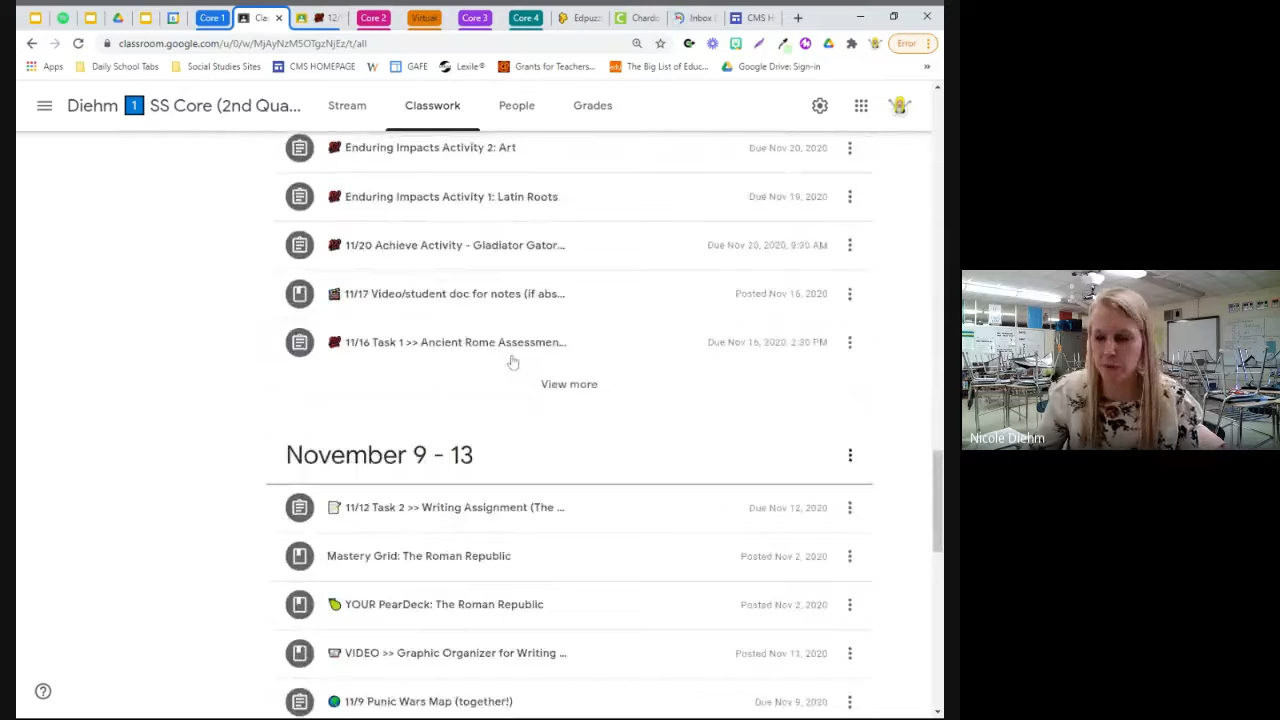 Core 1 Cla 12/ Core 2 Virtual Core 3 Core 4 Edpuz Chardo Inbox ( CMS H
classroom.google.com/u/0/w/MjAyNzM5OTgzNjEz/t/all
Error
Apps Daily School Tabs Social Studies Sites CMS HOMEPAGE W GAFE Lexile® Grants for Teachers... The Big List of Educ... Google Drive: Sign-in »
Diehm 1 SS Core (2nd Qua... Stream Classwork People Grades
Enduring Impacts Activity 2: Art Due Nov 20, 2020
Enduring Impacts Activity 1: Latin Roots Due Nov 19, 2020
11/20 Achieve Activity - Gladiator Gator... Due Nov 20, 2020, 9:30 AM
11/17 Video/student doc for notes (if abs... Posted Nov 16, 2020
11/16 Task 1 >> Ancient Rome Assessmen... Due Nov 16, 2020, 2:30 PM
View more
November 9 - 13
11/12 Task 2 >> Writing Assignment (The ... Due Nov 12, 2020
Mastery Grid: The Roman Republic Posted Nov 2, 2020
YOUR PearDeck: The Roman Republic Posted Nov 2, 2020
VIDEO >> Graphic Organizer for Writing ... Posted Nov 11, 2020
11/9 Punic Wars Map (together!) Due Nov 9, 2020
Nicole Diehm